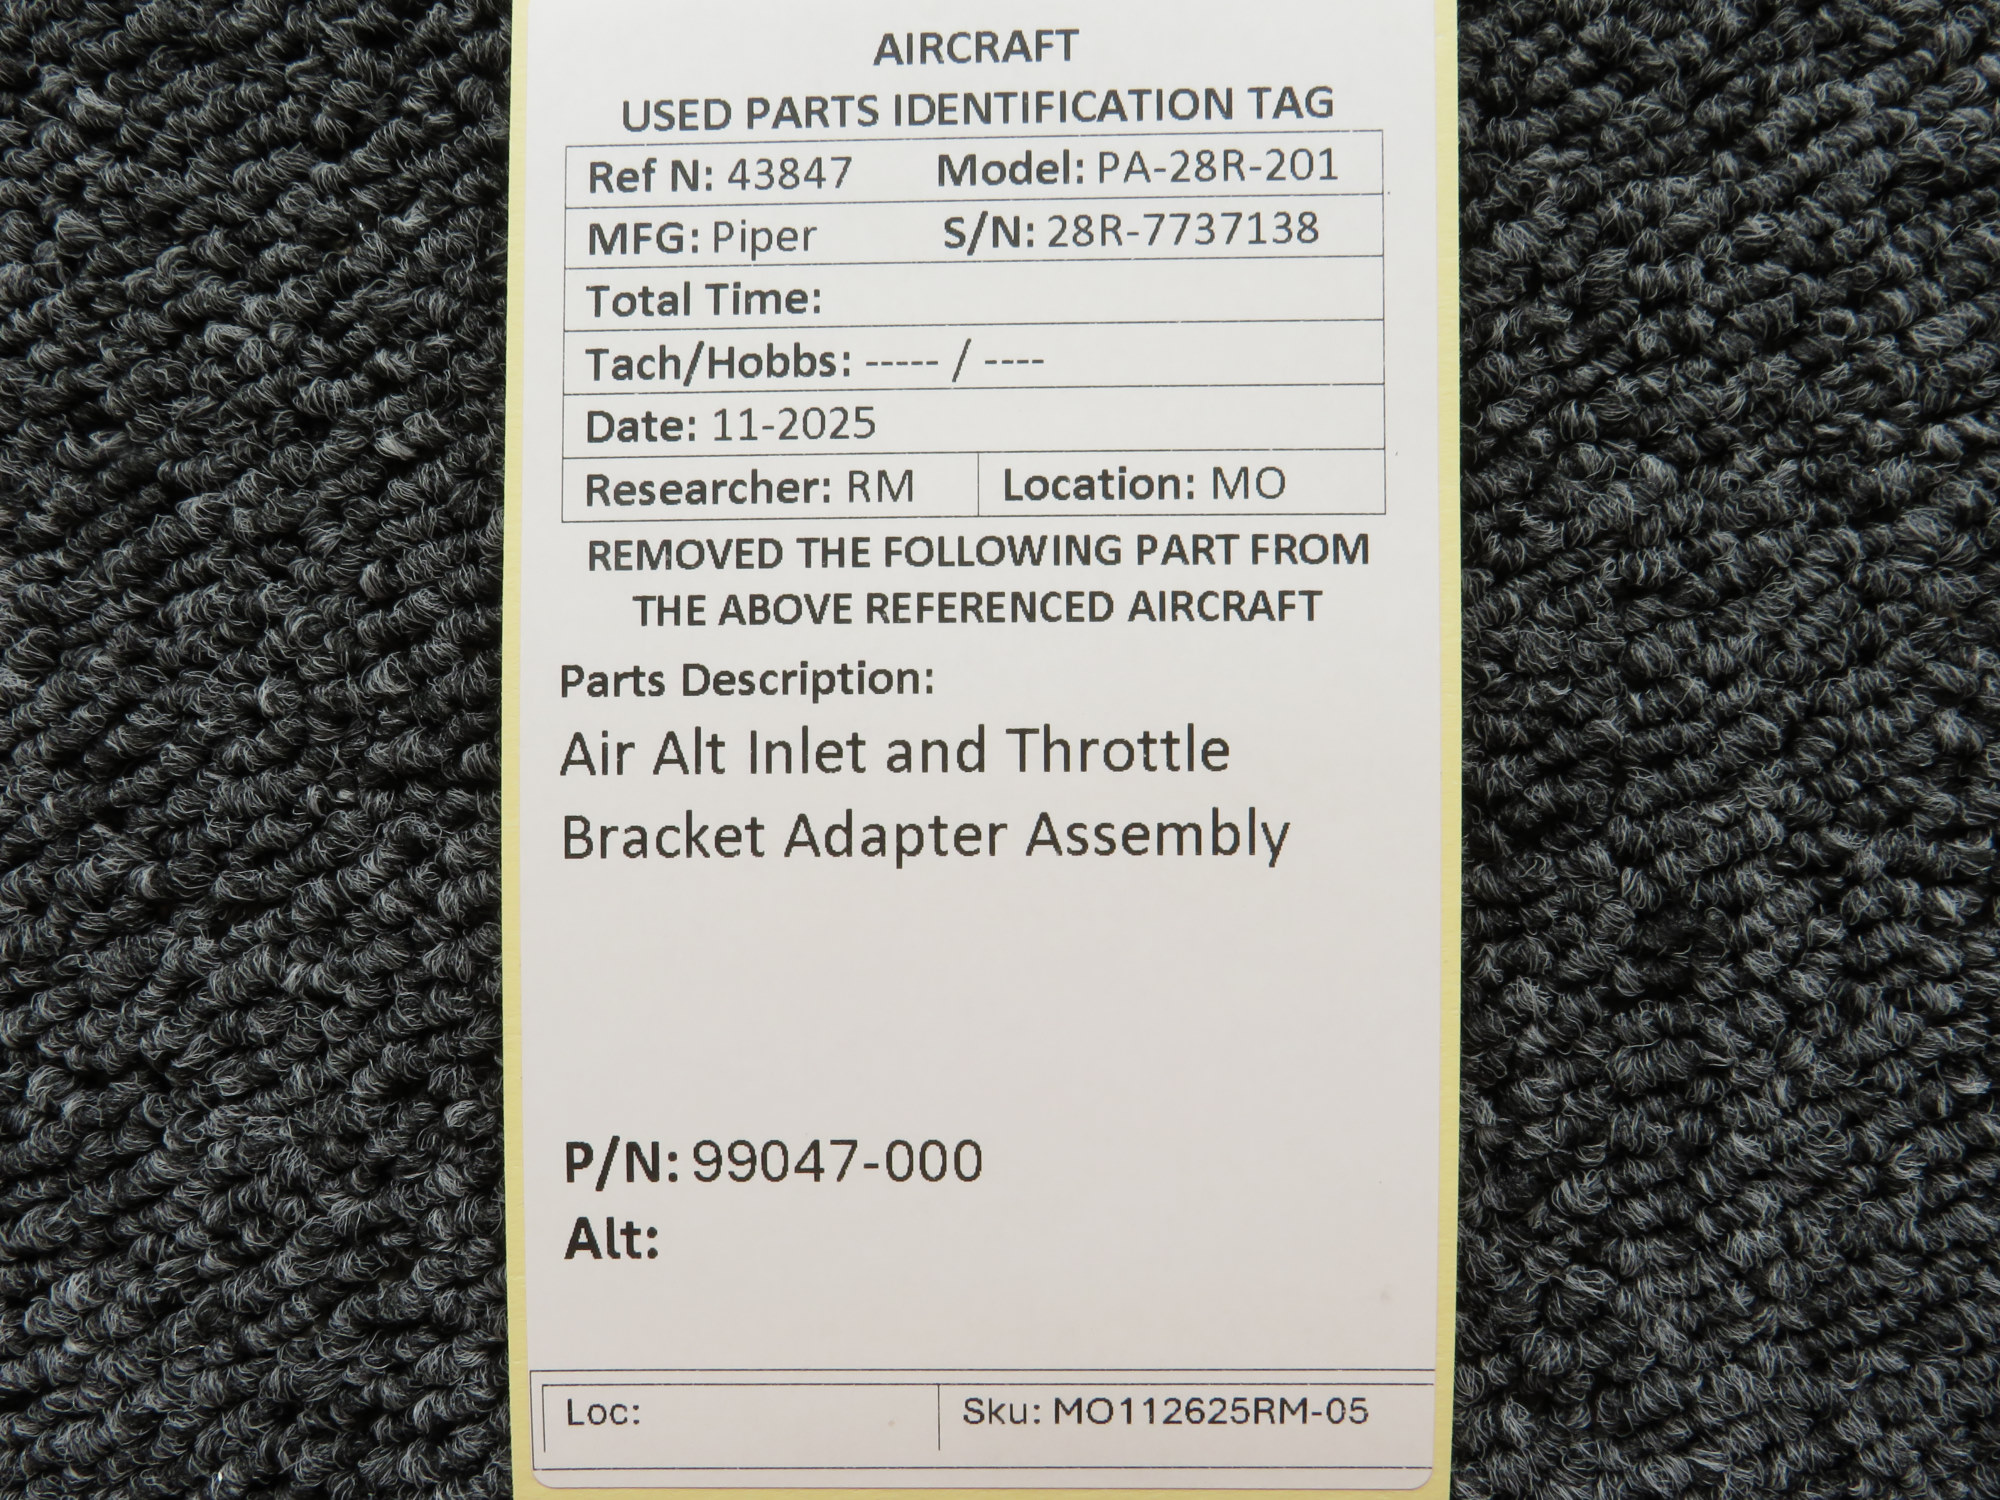 AIRCRAFT
USED PARTS IDENTIFICATION TAG
Ref N: 43847 Model: PA-28R-201
MFG: Piper S/N: 28R-7737138
Total Time:
Tach/Hobbs: ----- / ----
Date: 11-2025
Researcher: RM Location: MO
REMOVED THE FOLLOWING PART FROM
THE ABOVE REFERENCED AIRCRAFT
Parts Description:
Air Alt Inlet and Throttle
Bracket Adapter Assembly
P/N: 99047-000
Alt:
Loc: Sku: MO112625RM-05